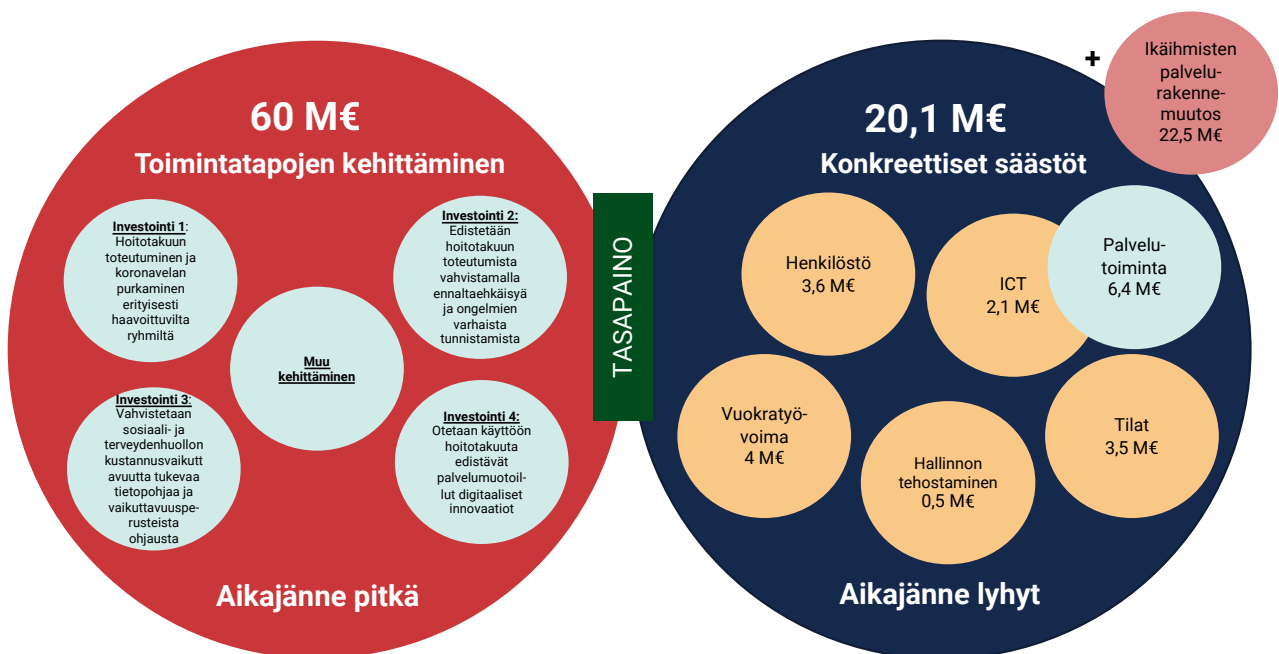 60 M€
Toimintatapojen kehittäminen
Investointi 1:
Hoitotakuun
toteutuminen ja
koronavelan
purkaminen
erityisesti
haavoittuvilta
ryhmiltä
Investointi 2:
Edistetään
hoitotakuun
toteutumista
vahvistamalla
ennaltaehkäisyä
ja ongelmien
varhaista
tunnistamista
Muu
kehittäminen
Investointi 3:
Vahvistetaan
sosiaali- ja
terveydenhuollon
kustannusvaikutt
avuutta tukevaa
tietopohjaa ja
vaikuttavuuspe-
rusteista
ohjausta
Investointi 4:
Otetaan käyttöön
hoitotakuuta
edistävät
palvelumuotoil-
lut digitaaliset
innovaatiot
Aikajänne pitkä
TASAPAINO
20,1 M€
Konkreettiset säästöt
+
Ikäihmisten
palvelu-
rakenne-
muutos
22,5 M€
Henkilöstö
3,6 M€
ICT
2,1 M€
Palvelu-
toiminta
6,4 M€
Vuokratyö-
voima
4 M€
Hallinnon
tehostaminen
0,5 M€
Tilat
3,5 M€
Aikajänne lyhyt